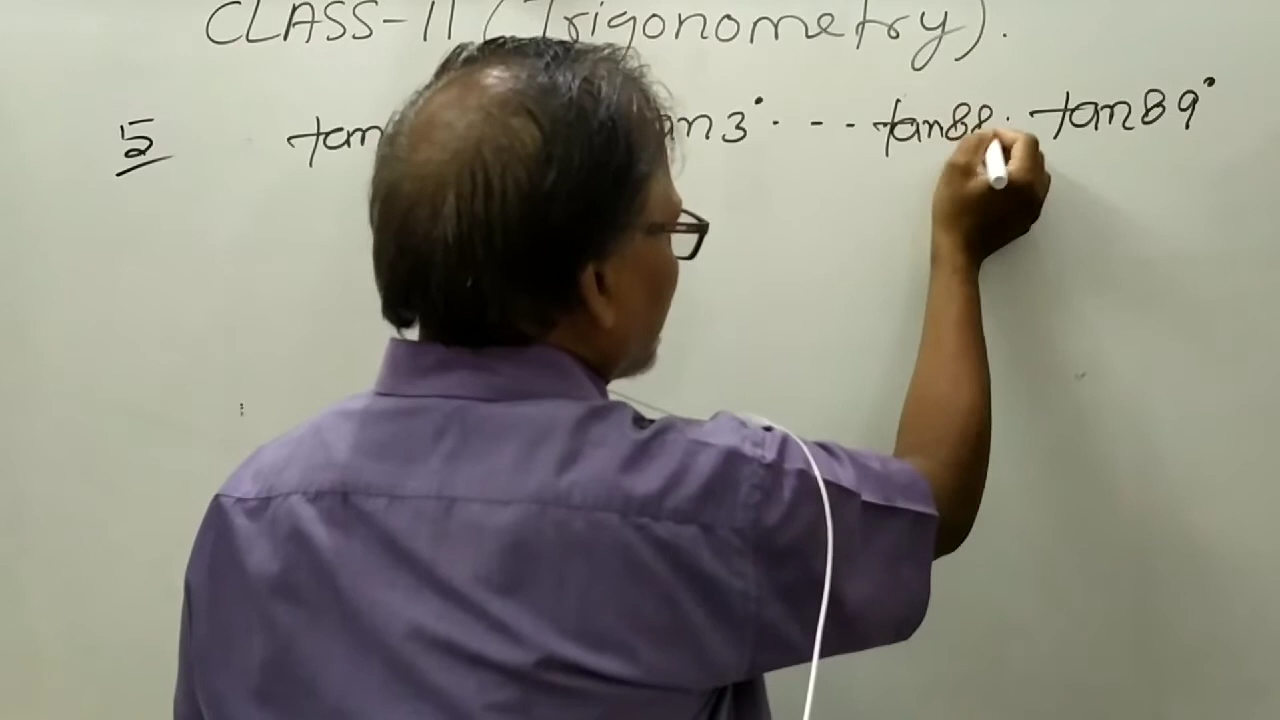 CLASS-11 (Trigonometry).
5 tan an3° · - - - tan88 · tan89°